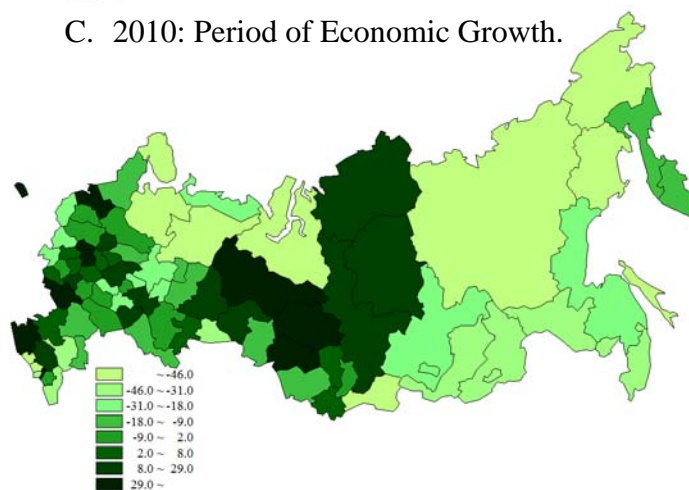 C. 2010: Period of Economic Growth.
~ -46.0
-46.0 ~ -31.0
-31.0 ~ -18.0
-18.0 ~ -9.0
-9.0 ~ 2.0
2.0 ~ 8.0
8.0 ~ 29.0
29.0 ~